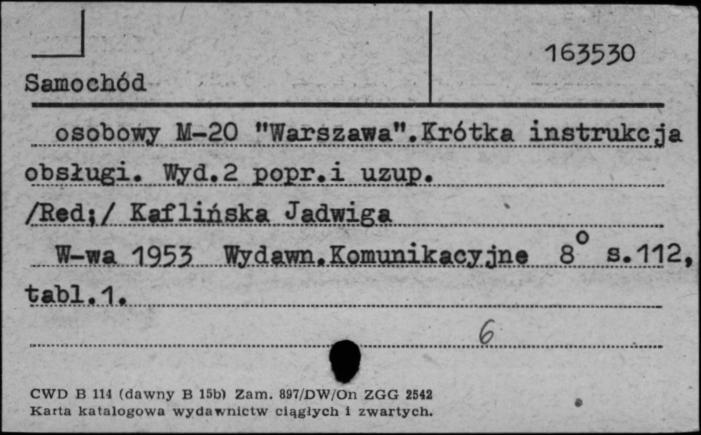 163530
Samochód
osobowy M-20 "Warszawa".Krótka instrukcja
obsługi. Wyd.2 popr.i uzup.
/Red;/ Kaflińska Jadwiga
W-wa 1953 Wydawn.Komunikacyjne 8° s.112,
tabl.1.
6
CWD B 114 (dawny B 15b) Zam. 897/DW/On ZGG 2542
Karta katalogowa wydawnictw ciągłych i zwartych.